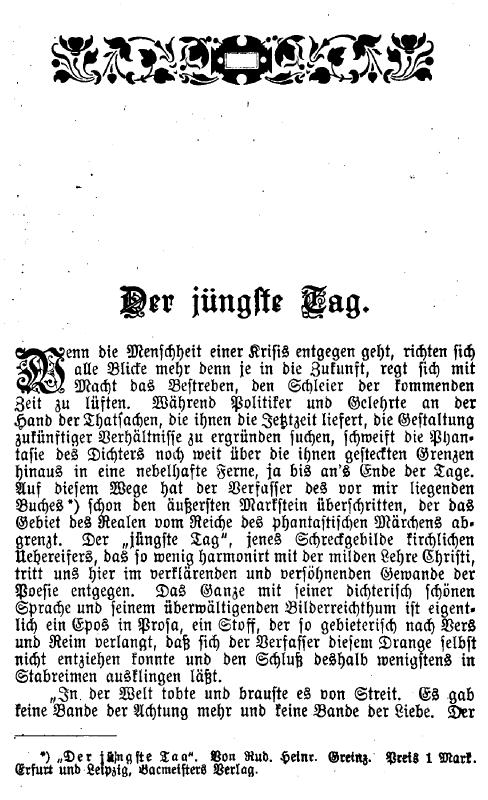 Der jüngste Tag.
Wenn die Menschheit einer Krisis entgegen geht, richten sich
alle Blicke mehr denn je in die Zukunft, regt sich mit
Macht das Bestreben, den Schleier der kommenden
Zeit zu lüften. Während Politiker und Gelehrte an der
Hand der Thatsachen, die ihnen die Jetztzeit liefert, die Gestaltung
zukünftiger Verhältnisse zu ergründen suchen, schweift die Phan-
tasie des Dichters noch weit über die ihnen gesteckten Grenzen
hinaus in eine nebelhafte Ferne, ja bis an's Ende der Tage.
Auf diesem Wege hat der Verfasser des vor mir liegenden
Buches*) schon den äußersten Markstein überschritten, der das
Gebiet des Realen vom Reiche des phantastischen Märchens ab-
grenzt. Der „jüngste Tag“, jenes Schreckgebilde kirchlichen
Uebereifers, das so wenig harmonirt mit der milden Lehre Christi,
tritt uns hier im verklärenden und versöhnenden Gewande der
Poesie entgegen. Das Ganze mit seiner dichterisch schönen
Sprache und seinem überwältigenden Bilderreichthum ist eigent-
lich ein Epos in Prosa, ein Stoff, der so gebieterisch nach Vers
und Reim verlangt, daß sich der Verfasser diesem Drange selbst
nicht entziehen konnte und den Schluß deshalb wenigstens in
Stabreimen ausklingen läßt.
„In der Welt tobte und brauste es von Streit. Es gab
keine Bande der Achtung mehr und keine Bande der Liebe. Der
*) „Der jüngste Tag“. Von Rud. Heinr. Greinz. Preis 1 Mark.
Erfurt und Leipzig, Bacmeisters Verlag.